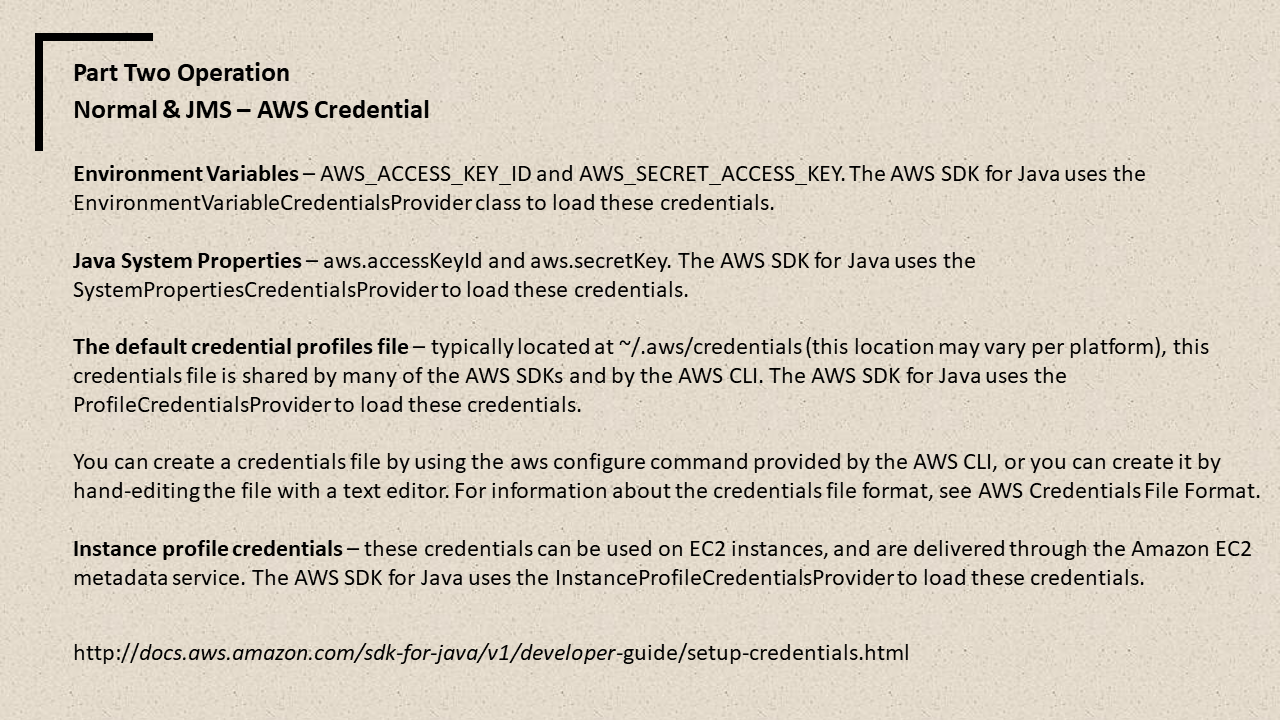 Part Two Operation
Normal & JMS – AWS Credential
Environment Variables – AWS_ACCESS_KEY_ID and AWS_SECRET_ACCESS_KEY. The AWS SDK for Java uses the
EnvironmentVariableCredentialsProvider class to load these credentials.
Java System Properties – aws.accessKeyId and aws.secretKey. The AWS SDK for Java uses the
SystemPropertiesCredentialsProvider to load these credentials.
The default credential profiles file – typically located at ~/.aws/credentials (this location may vary per platform), this
credentials file is shared by many of the AWS SDKs and by the AWS CLI. The AWS SDK for Java uses the
ProfileCredentialsProvider to load these credentials.
You can create a credentials file by using the aws configure command provided by the AWS CLI, or you can create it by
hand-editing the file with a text editor. For information about the credentials file format, see AWS Credentials File Format.
Instance profile credentials – these credentials can be used on EC2 instances, and are delivered through the Amazon EC2
metadata service. The AWS SDK for Java uses the InstanceProfileCredentialsProvider to load these credentials.
http://docs.aws.amazon.com/sdk-for-java/v1/developer-guide/setup-credentials.html